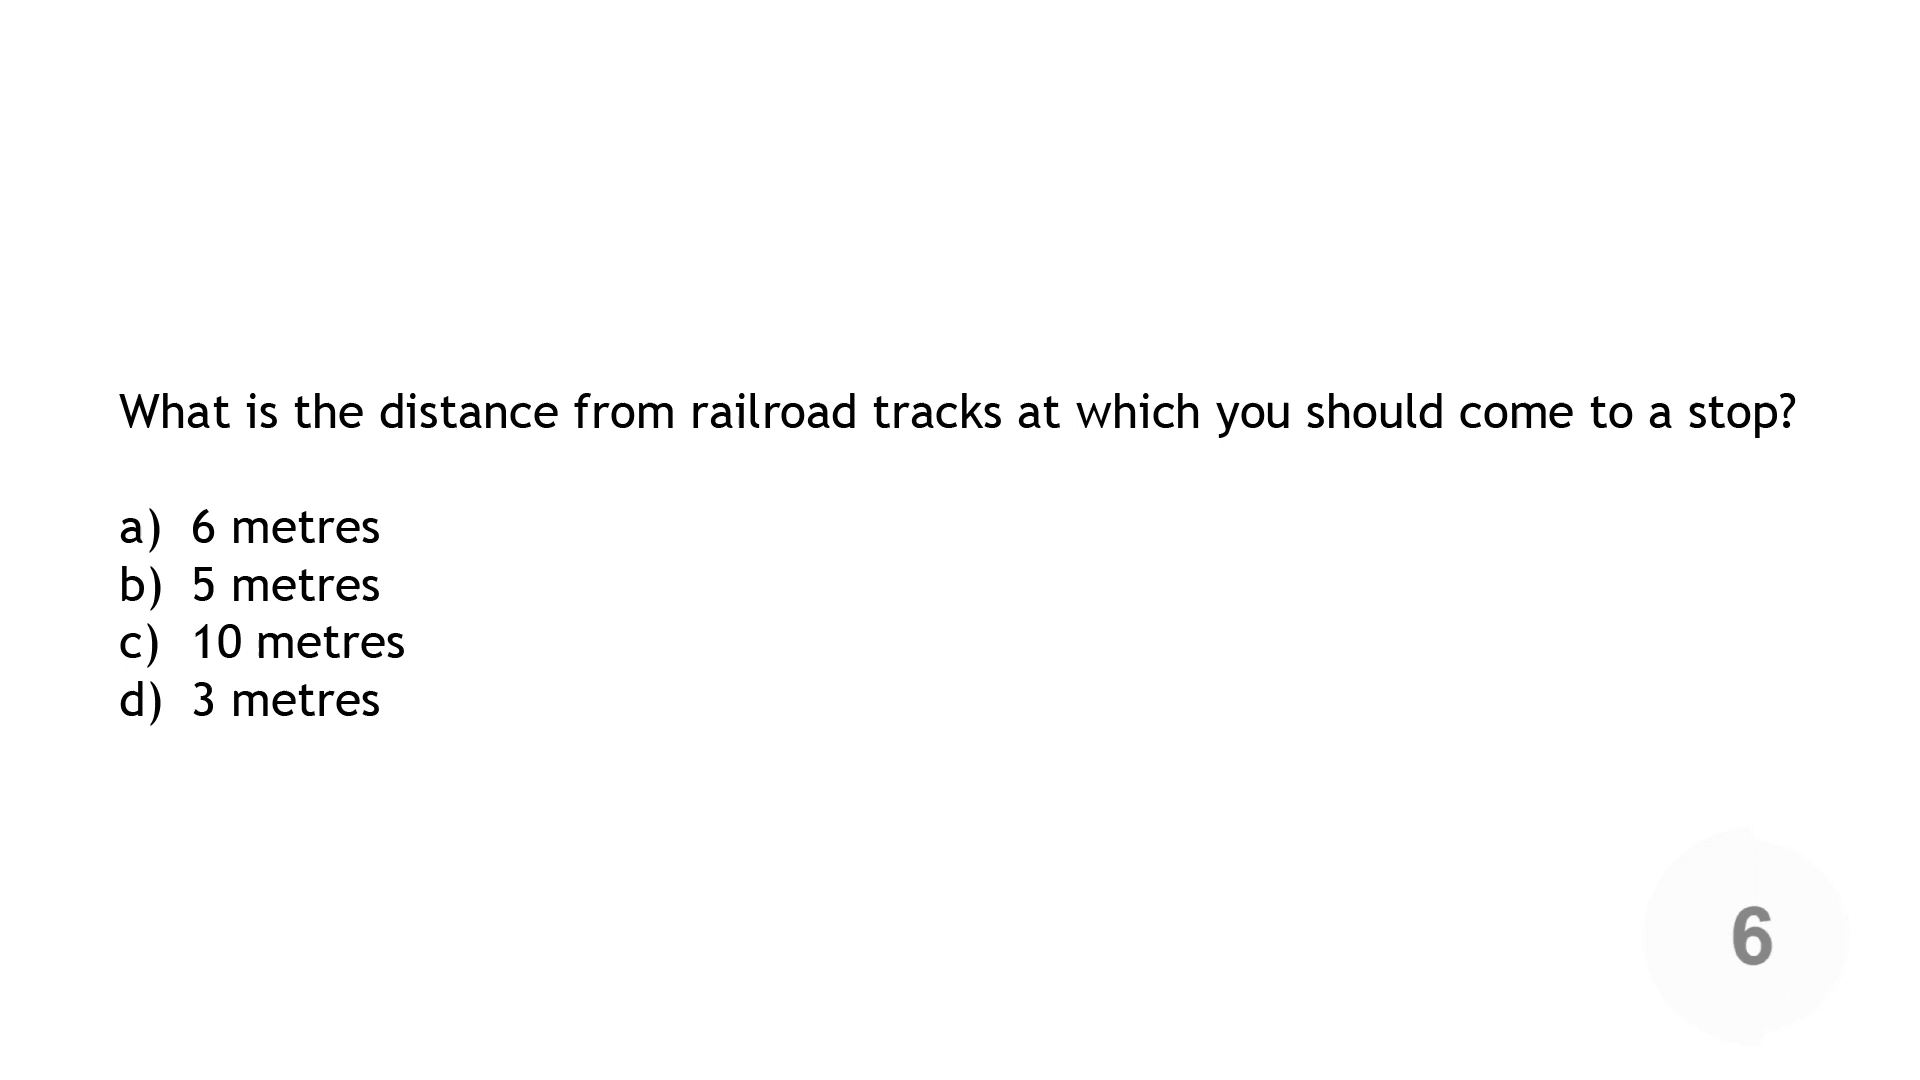 What is the distance from railroad tracks at which you should come to a stop?
a) 6 metres
b) 5 metres
c) 10 metres
d) 3 metres
6